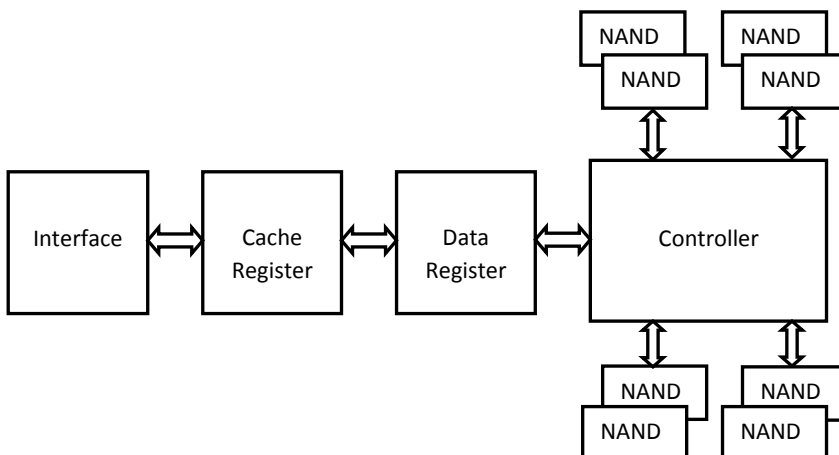 NAND
NAND
NAND
NAND
Interface
Cache
Register
Data
Register
Controller
NAND
NAND
NAND
NAND